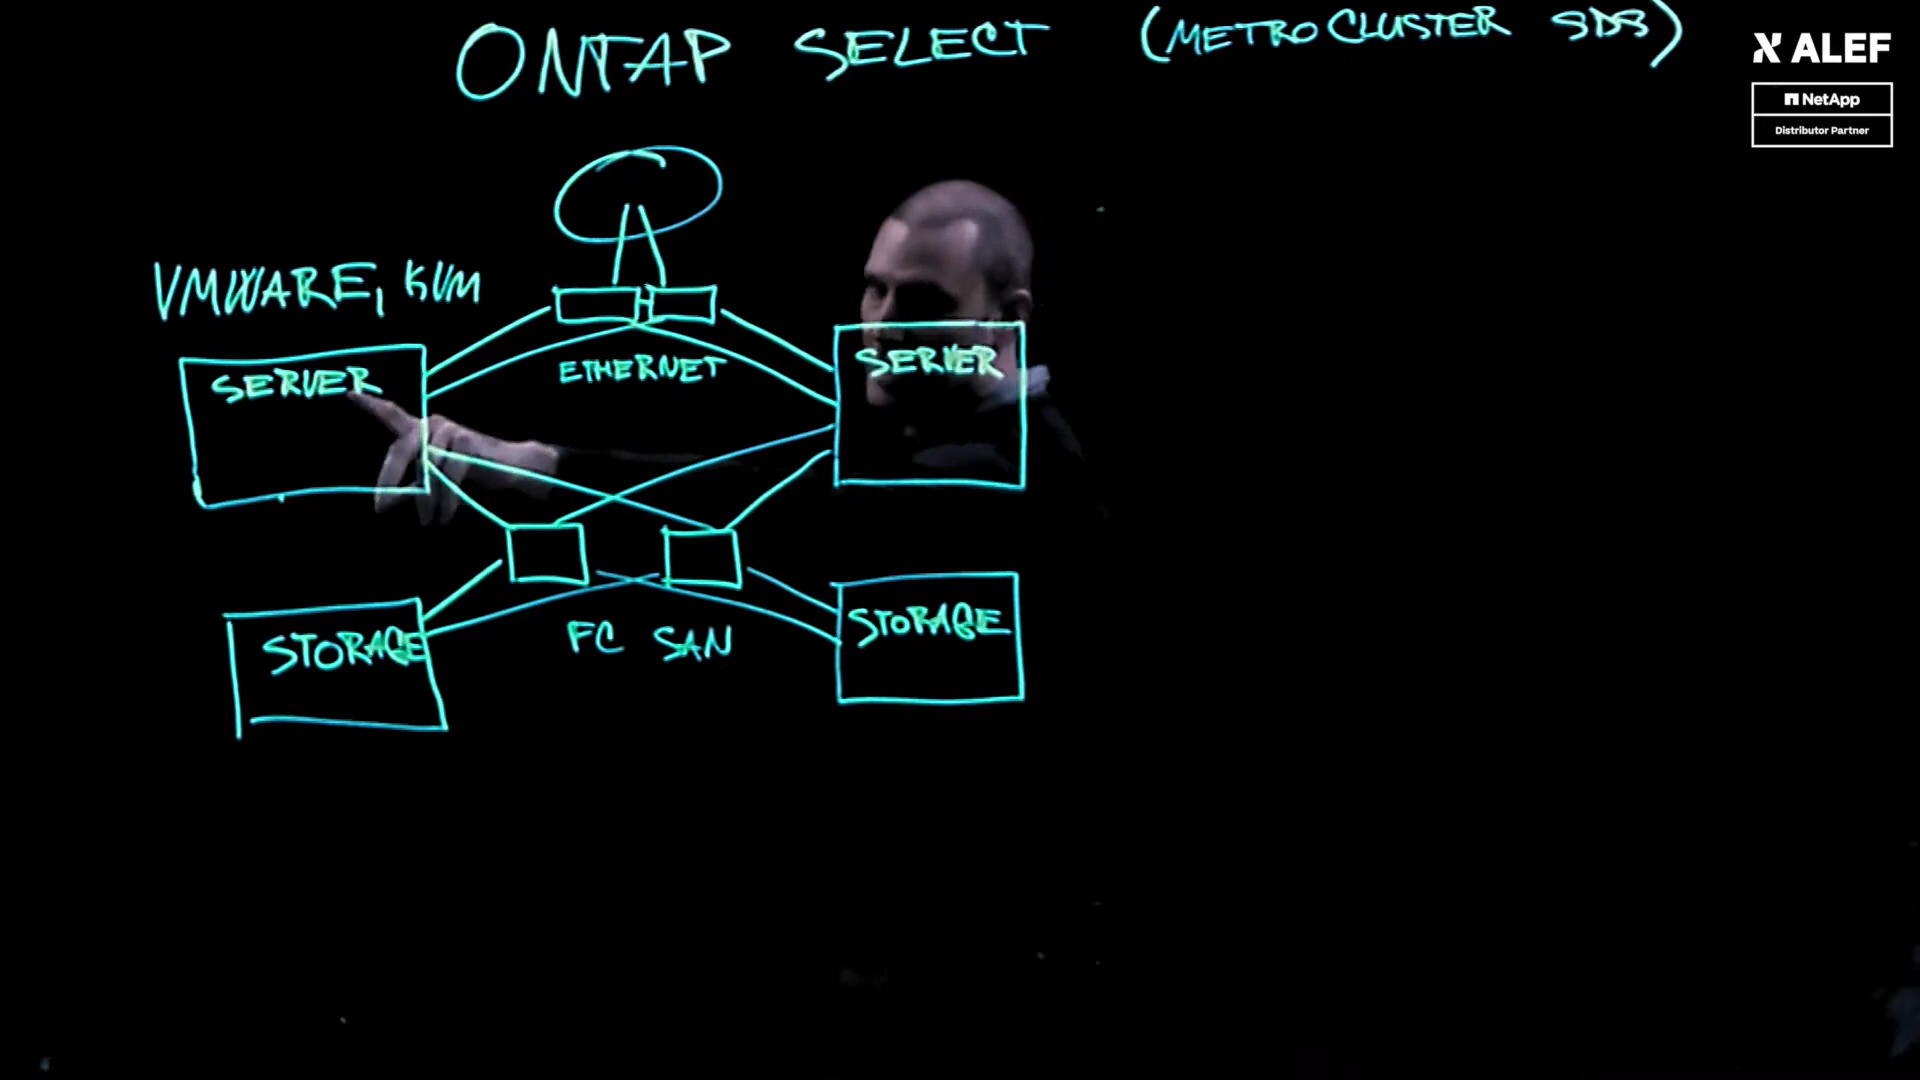 ONTAP SELECT (METROCLUSTER SDS)
ALEF
NetApp
Distributor Partner
VMWARE, KVM
ETHERNET
SERVER
SERVER
STORAGE
FC SAN
STORAGE